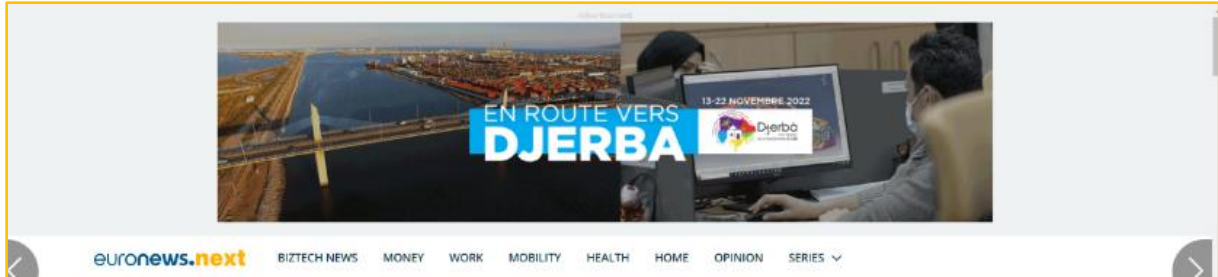 Advertisement
EN ROUTE VERS
DJERBA
13-22 NOVEMBRE 2022
Djerba
euronews.next BIZTECH NEWS MONEY WORK MOBILITY HEALTH HOME OPINION SERIES